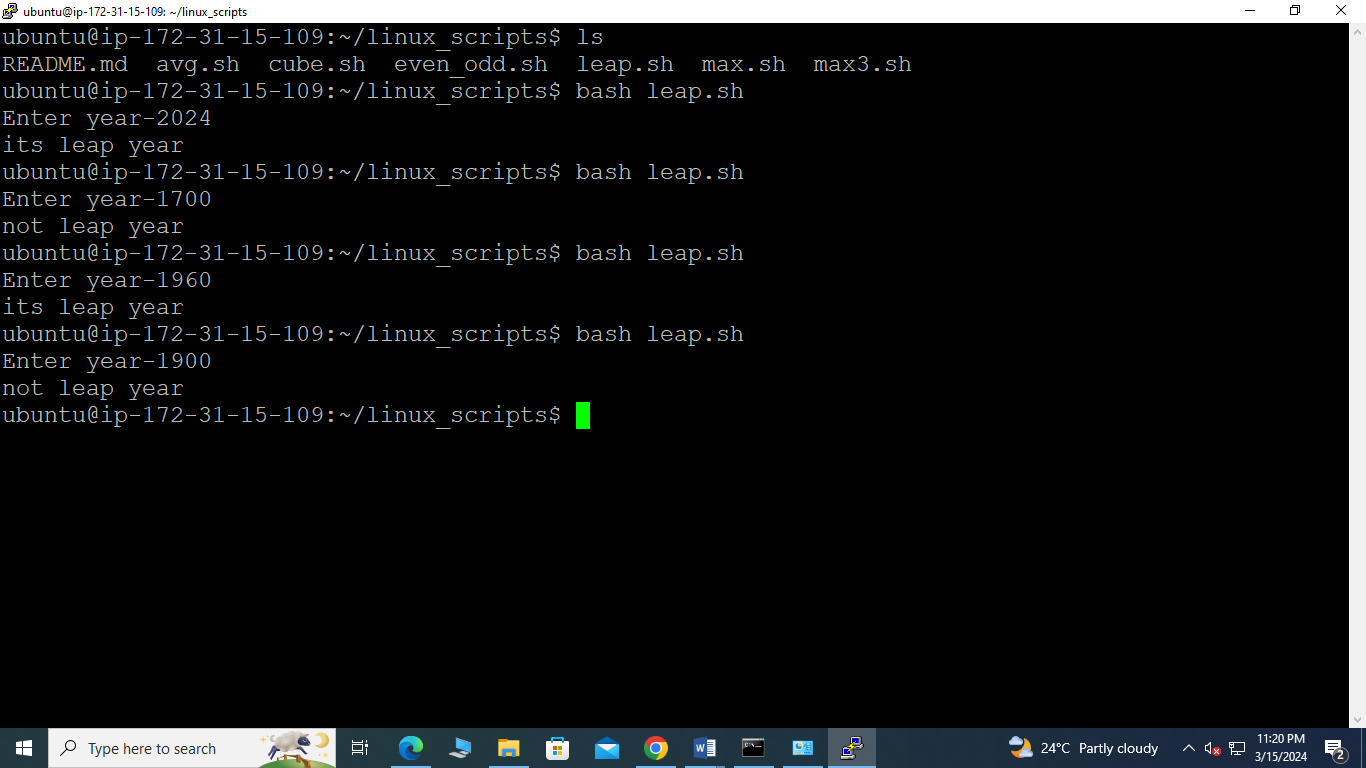 ubuntu@ip-172-31-15-109: ~/linux_scripts
ubuntu@ip-172-31-15-109:~/linux_scripts$ ls
README.md  avg.sh  cube.sh  even_odd.sh  leap.sh  max.sh  max3.sh
ubuntu@ip-172-31-15-109:~/linux_scripts$ bash leap.sh
Enter year-2024
its leap year
ubuntu@ip-172-31-15-109:~/linux_scripts$ bash leap.sh
Enter year-1700
not leap year
ubuntu@ip-172-31-15-109:~/linux_scripts$ bash leap.sh
Enter year-1960
its leap year
ubuntu@ip-172-31-15-109:~/linux_scripts$ bash leap.sh
Enter year-1900
not leap year
ubuntu@ip-172-31-15-109:~/linux_scripts$
Type here to search
24°C Partly cloudy
11:20 PM
3/15/2024
2